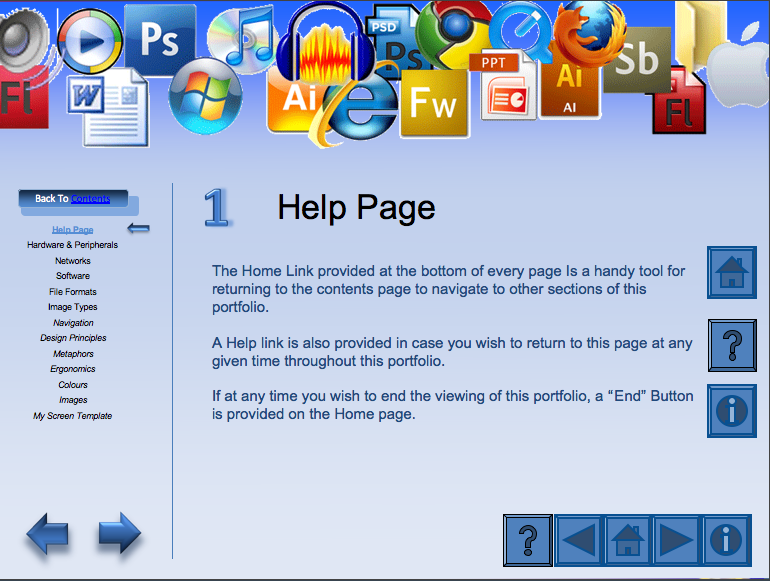 PSD
Ps
Ds
PPT
Sb
Fl
W
Ai
Fw
Ai
AI
Fl
Back To Contents
1
Help Page
Help Page
Hardware & Peripherals
Networks
Software
File Formats
Image Types
Navigation
Design Principles
Metaphors
Ergonomics
Colours
Images
My Screen Template
The Home Link provided at the bottom of every page Is a handy tool for
returning to the contents page to navigate to other sections of this
portfolio.
A Help link is also provided in case you wish to return to this page at any
given time throughout this portfolio.
If at any time you wish to end the viewing of this portfolio, a “End” Button
is provided on the Home page.
?
i
?
i